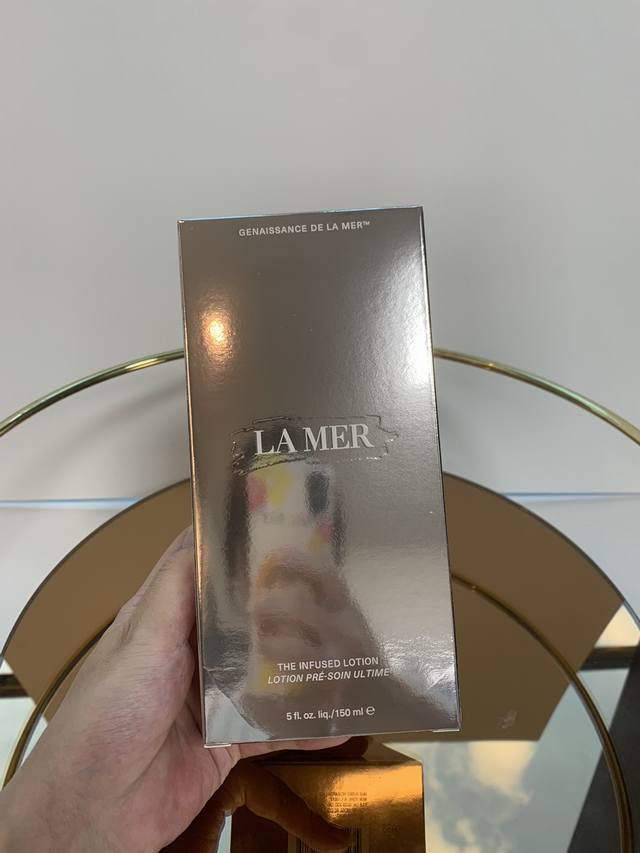 GENAISSANCE DE LA MER™
LA MER
THE INFUSED LOTION
LOTION PRÉ-SOIN ULTIME
5 fl. oz. liq./150 ml ℮